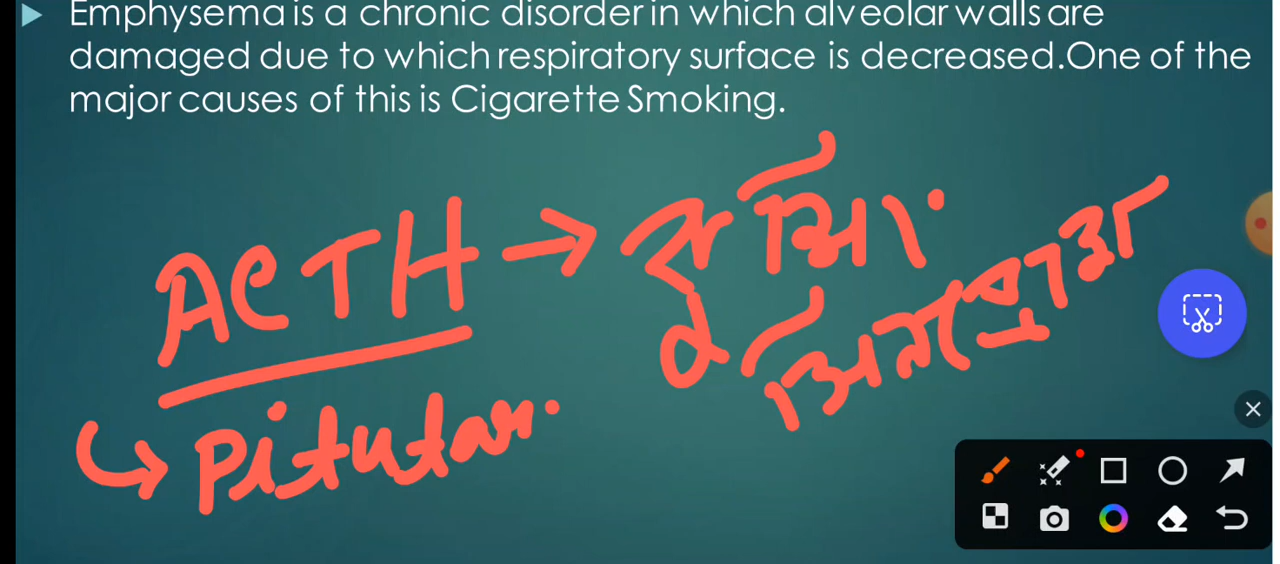 Emphysema is a chronic disorder in which alveolar walls are
damaged due to which respiratory surface is decreased.One of the
major causes of this is Cigarette Smoking.
ACTH →
Pitutar.